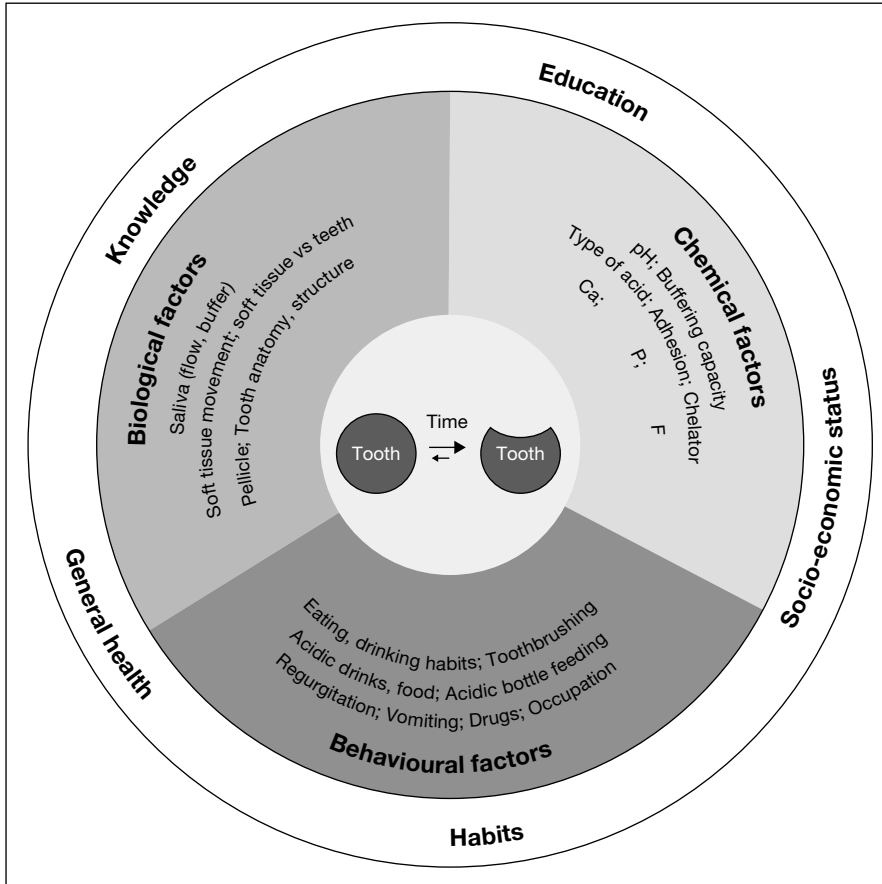 Education
Knowledge
Socio-economic status
General health
Habits
Biological factors
Saliva (flow, buffer)
Soft tissue movement; soft tissue vs teeth
Pellicle; Tooth anatomy, structure
Chemical factors
pH; Buffering capacity
Type of acid; Adhesion; Chelator
Ca; P; F
Time
Tooth
Tooth
Eating, drinking habits; Toothbrushing
Acidic drinks, food; Acidic bottle feeding
Regurgitation; Vomiting; Drugs; Occupation
Behavioural factors